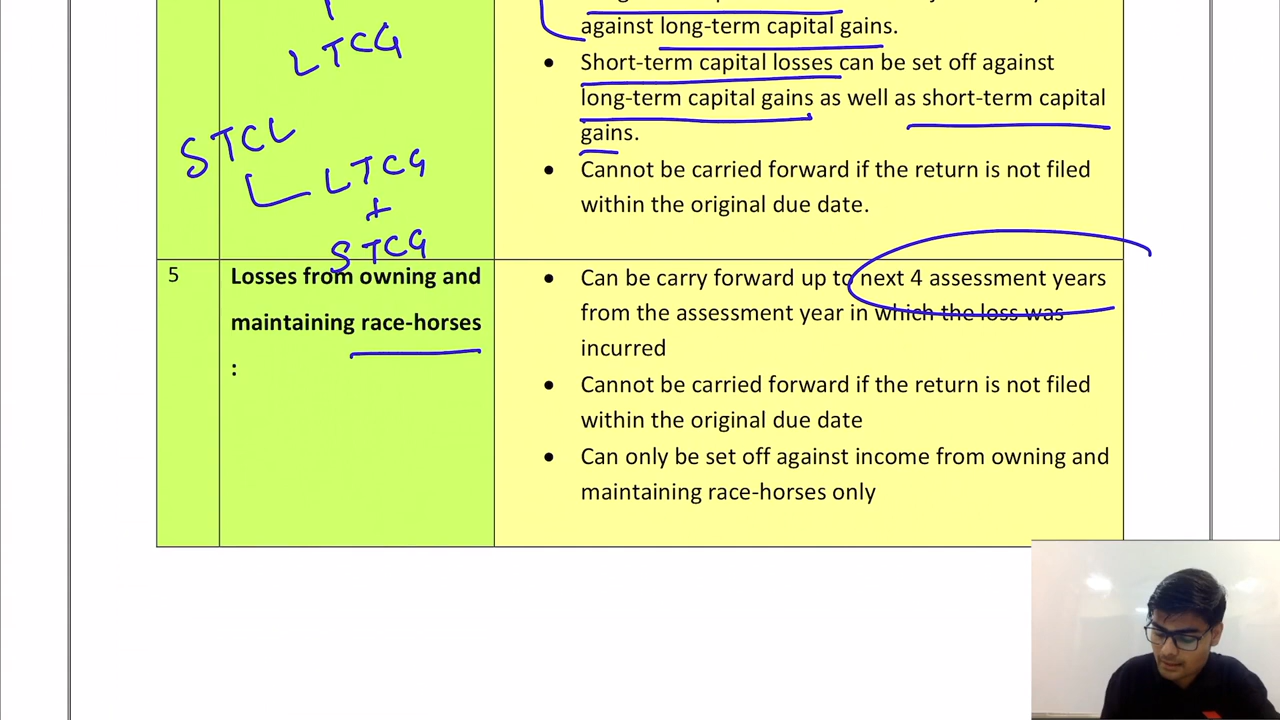 against long-term capital gains.
LTCG
• Short-term capital losses can be set off against
long-term capital gains as well as short-term capital
gains.
STCL
LTCG
+
STCG
• Cannot be carried forward if the return is not filed
within the original due date.
5
Losses from owning and
maintaining race-horses
:
• Can be carry forward up to next 4 assessment years
from the assessment year in which the loss was
incurred
• Cannot be carried forward if the return is not filed
within the original due date
• Can only be set off against income from owning and
maintaining race-horses only